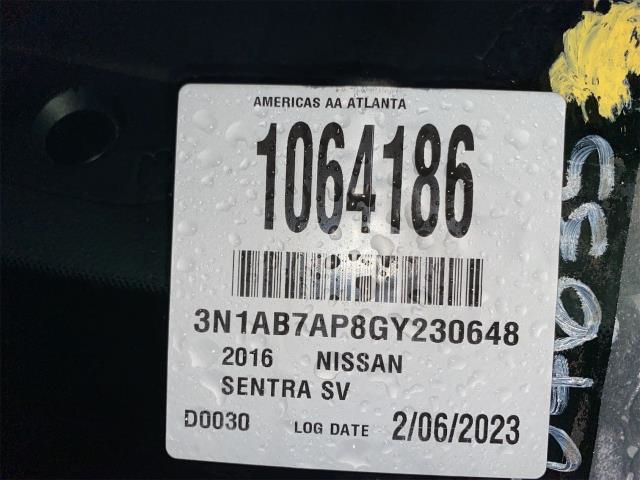 AMERICAS AA ATLANTA
1064186
3N1AB7AP8GY230648
2016 NISSAN
SENTRA SV
D0030 LOG DATE 2/06/2023